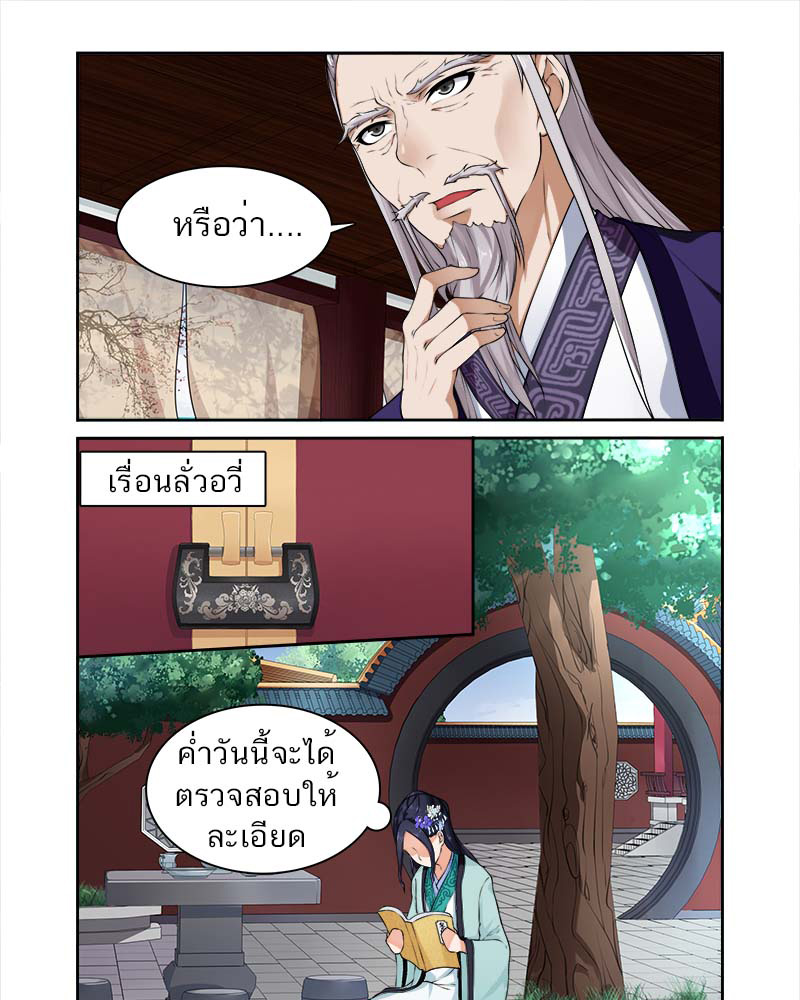 หรือว่า....
เรื่อนลั่วอวี่
ค่ำวันนี้จะได้
ตรวจสอบให้
ละเอียด